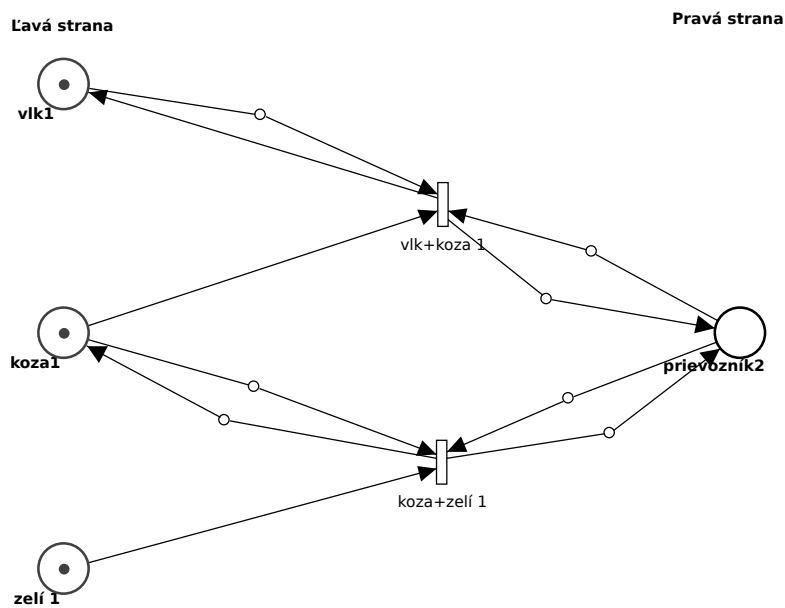 Ľavá strana
Pravá strana
vlk1
vlk+koza 1
koza1
prievozník2
koza+zelí 1
zelí 1